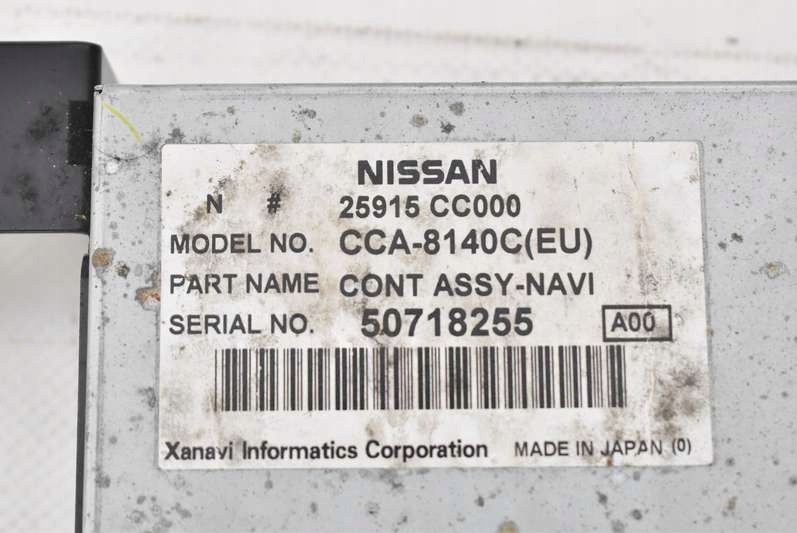 NISSAN
N # 25915 CC000
MODEL NO. CCA-8140C(EU)
PART NAME CONT ASSY-NAVI
SERIAL NO. 50718255 A00
Xanavi Informatics Corporation MADE IN JAPAN (0)